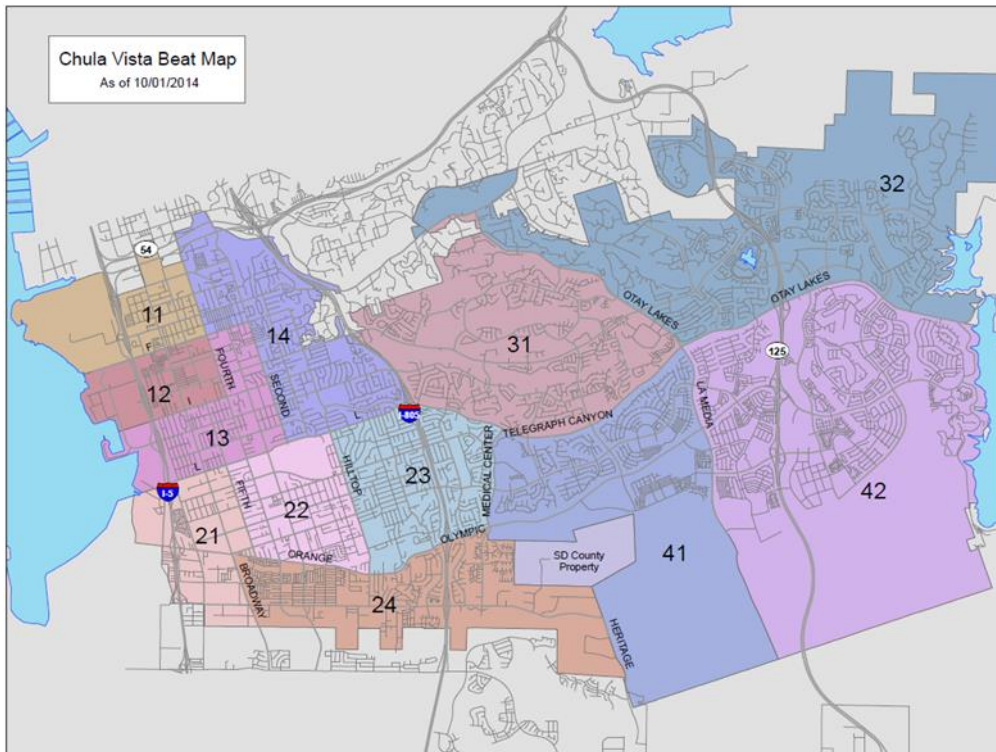 Chula Vista Beat Map
As of 10/01/2014
32
54
11
OTAY LAKES
OTAY LAKES
F
14
31
125
FOURTH
12
I
SECOND
LA MEDIA
L
I-805
TELEGRAPH CANYON
13
L
HILLTOP
23
MEDICAL CENTER
I-5
FIFTH
22
42
21
OLYMPIC
ORANGE
SD County
Property
41
BROADWAY
24
HERITAGE